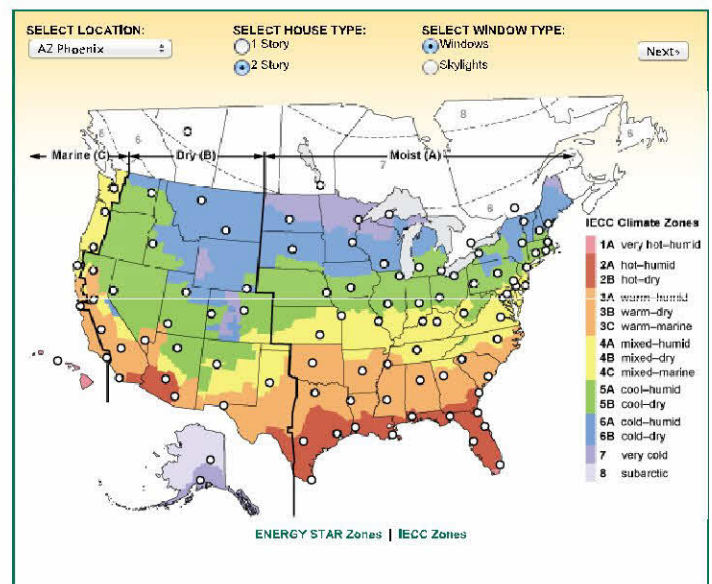 SELECT LOCATION: SELECT HOUSE TYPE: SELECT WINDOW TYPE:
AZ Phoenix 1 Story Windows Next›
2 Story Skylights
8
8 6 6
Marine (C) Dry (B) Moist (A)
7
6
IECC Climate Zones
1A very hot–humid
2A hot–humid
2B hot–dry
3A warm–humid
3B warm–dry
3C warm–marine
4A mixed–humid
4B mixed–dry
4C mixed–marine
5A cool–humid
5B cool–dry
6A cold–humid
6B cold–dry
7 very cold
8 subarctic
ENERGY STAR Zones | IECC Zones